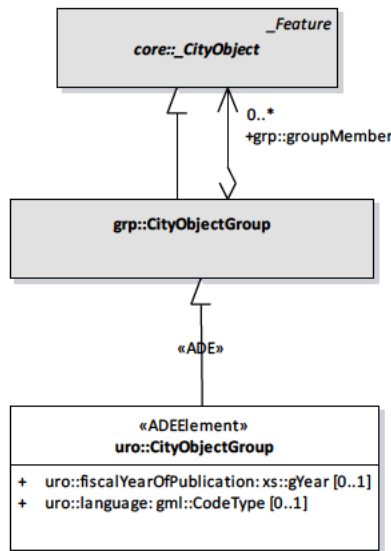 _Feature
core::_CityObject
0..*
+grp::groupMember
grp::CityObjectGroup
«ADE»
«ADEElement»
uro::CityObjectGroup
+ uro::fiscalYearOfPublication: xs::gYear [0..1]
+ uro::language: gml::CodeType [0..1]